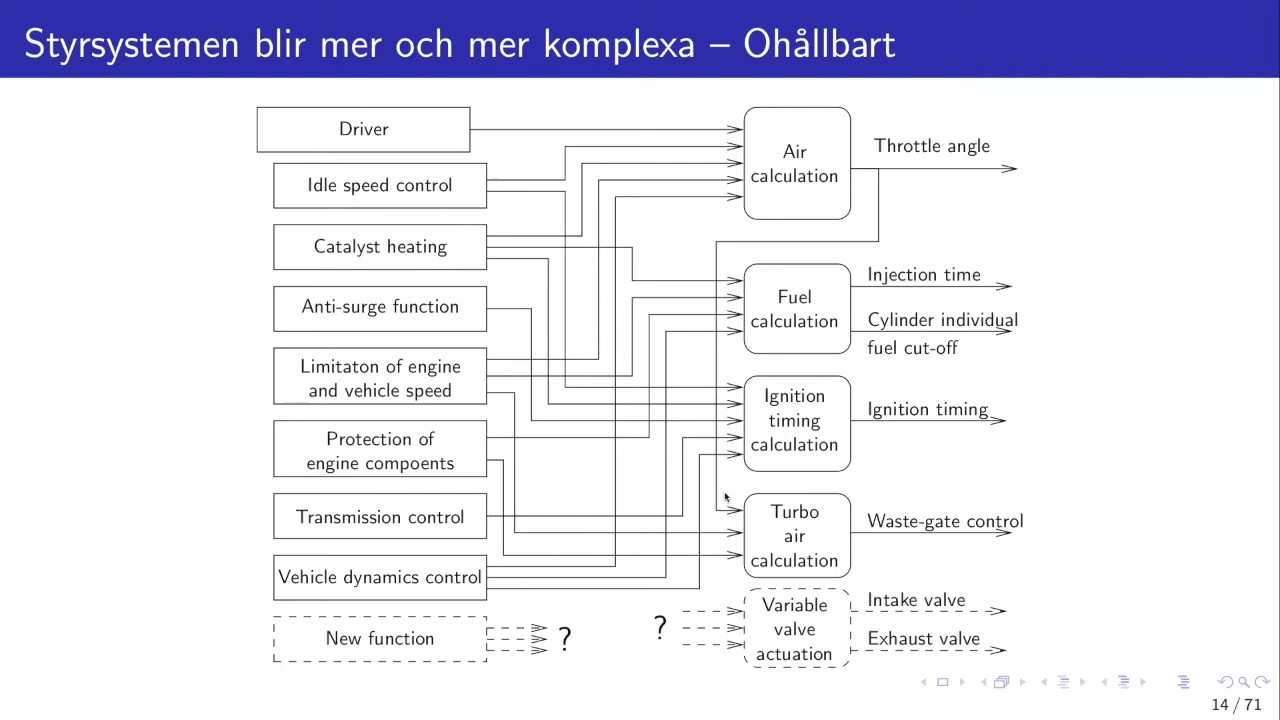 Styrsystemen blir mer och mer komplexa – Ohållbart
Driver
Idle speed control
Catalyst heating
Anti-surge function
Limitaton of engine
and vehicle speed
Protection of
engine compoents
Transmission control
Vehicle dynamics control
New function
?
?
Air
calculation
Throttle angle
Fuel
calculation
Injection time
Cylinder individual
fuel cut-off
Ignition
timing
calculation
Ignition timing
Turbo
air
calculation
Waste-gate control
Variable
valve
actuation
Intake valve
Exhaust valve
14 / 71